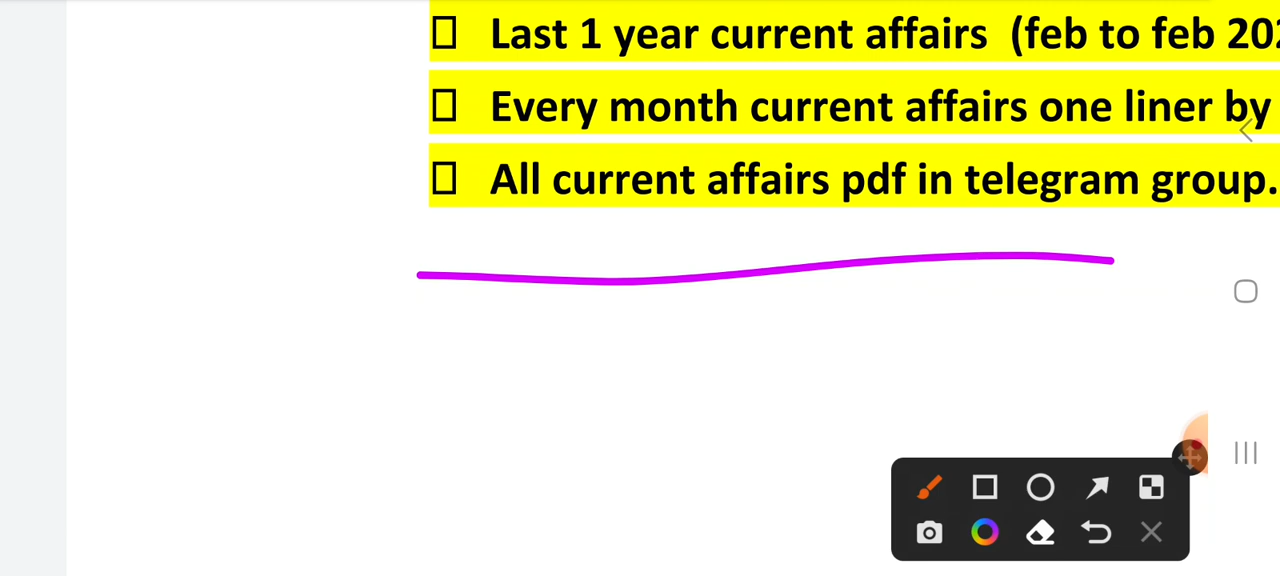 Last 1 year current affairs (feb to feb
Every month current affairs one liner by
All current affairs pdf in telegram group.